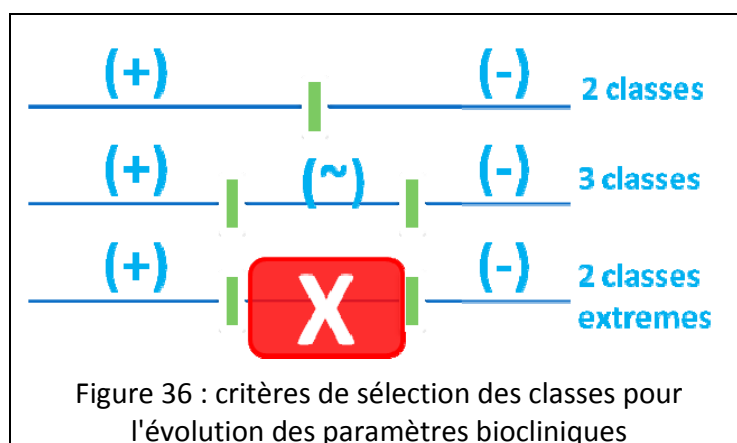 (+) (-) 2 classes
(+) (~) (-) 3 classes
(+) X (-) 2 classes
extremes
Figure 36 : critères de sélection des classes pour
l'évolution des paramètres biocliniques